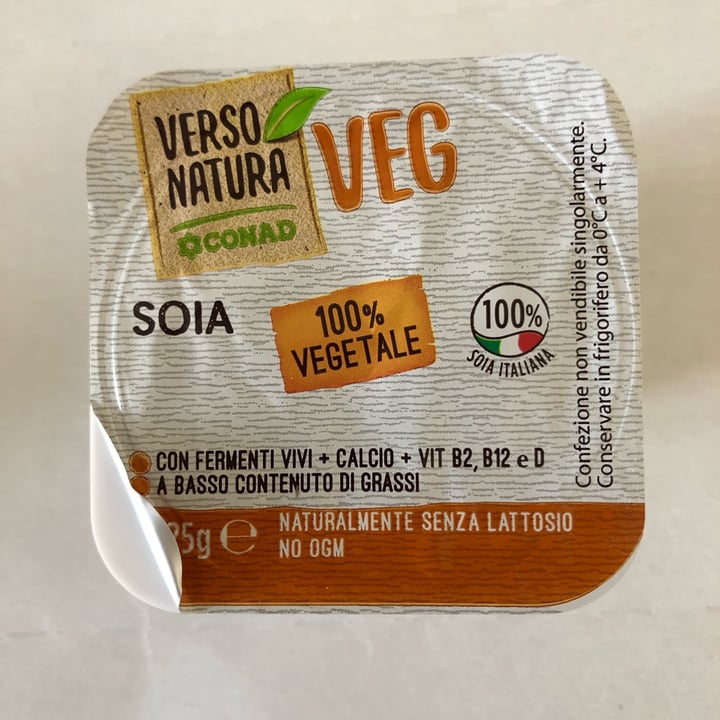 VERSO
NATURA
CONAD
VEG
SOIA
100%
VEGETALE
100%
SOIA ITALIANA
CON FERMENTI VIVI + CALCIO + VIT B2, B12 e D
A BASSO CONTENUTO DI GRASSI
NATURALMENTE SENZA LATTOSIO
NO OGM
Confezione non vendibile singolarmente.
Conservare in frigorifero da 0°C a + 4°C.